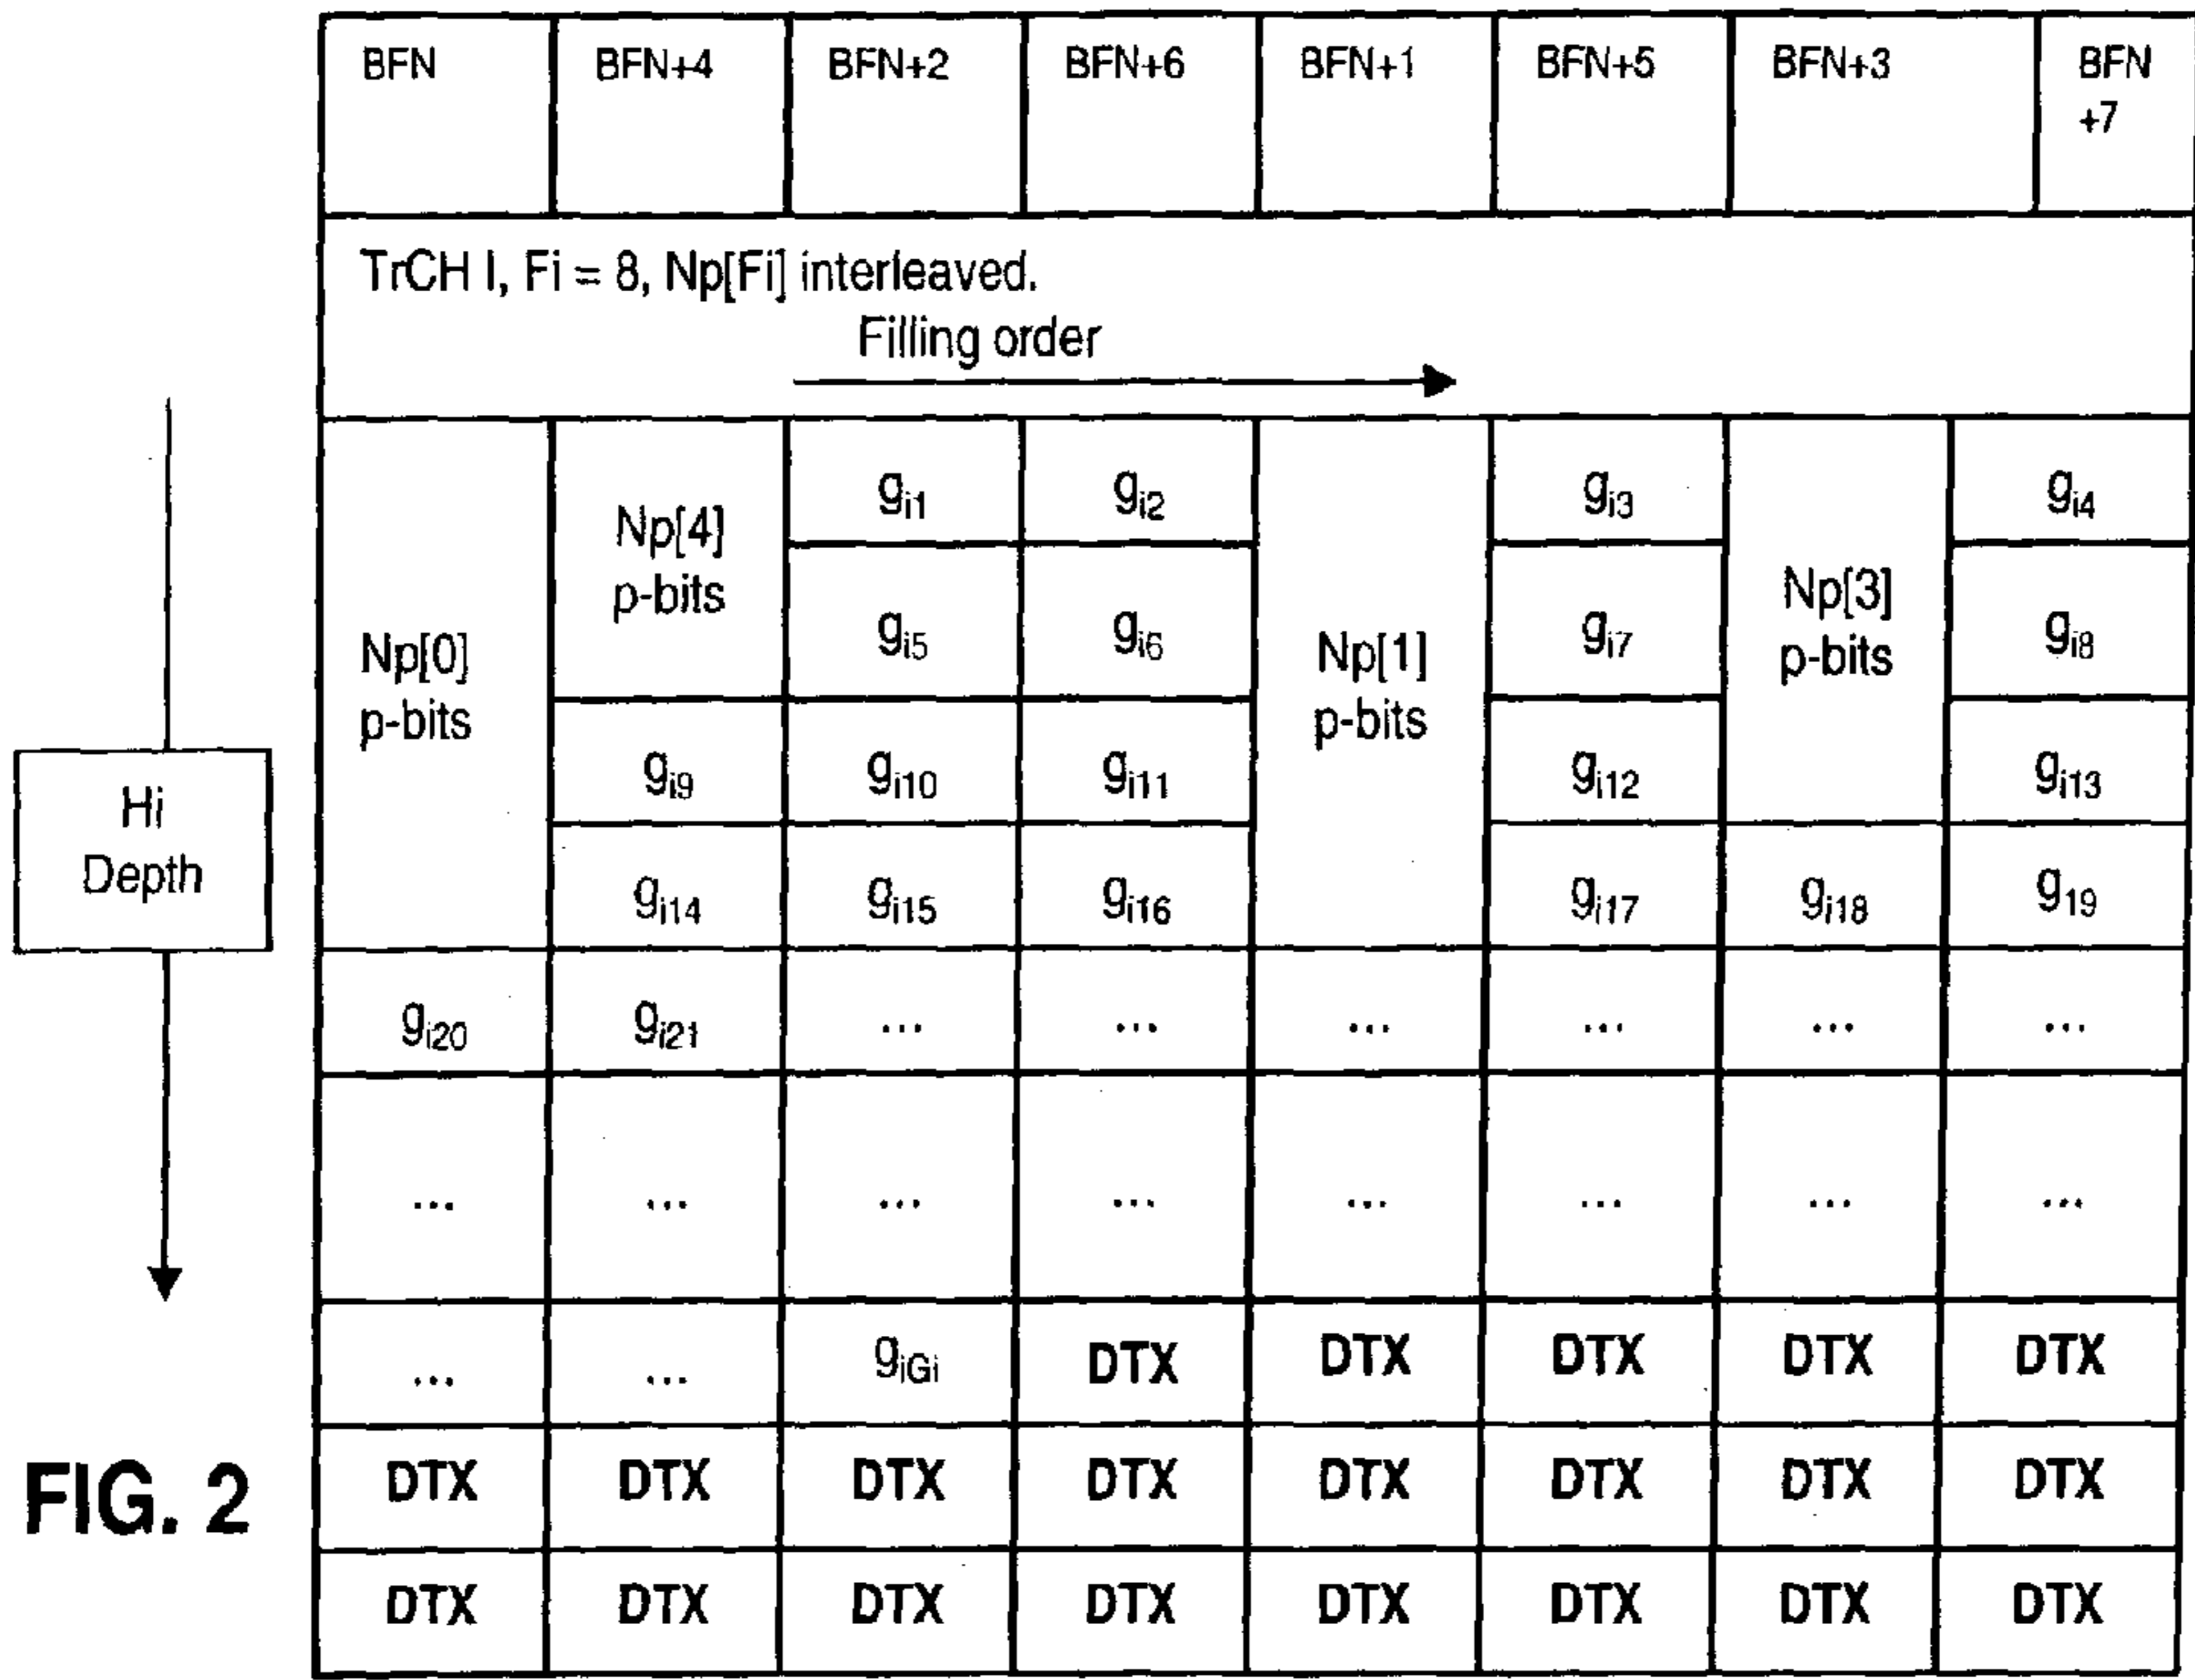 BFN BFN+4 BFN+2 BFN+6 BFN+1 BFN+5 BFN+3 BFN
+7
TrCH I, Fi = 8, Np[Fi] interleaved.
Filling order
Np[4]
p-bits
gi1 gi2 gi3 gi4
Np[0]
p-bits
gi5 gi6
Np[1]
p-bits
gi7
Np[3]
p-bits
gi8
gi9 gi10 gi11 gi12 gi13
Hi
Depth
gi14 gi15 gi16 gi17 gi18 g19
gi20 gi21 ... ... ... ... ... ...
... ... ... ... ... ... ... ...
... ... giGi DTX DTX DTX DTX DTX
FIG. 2
DTX DTX DTX DTX DTX DTX DTX DTX
DTX DTX DTX DTX DTX DTX DTX DTX